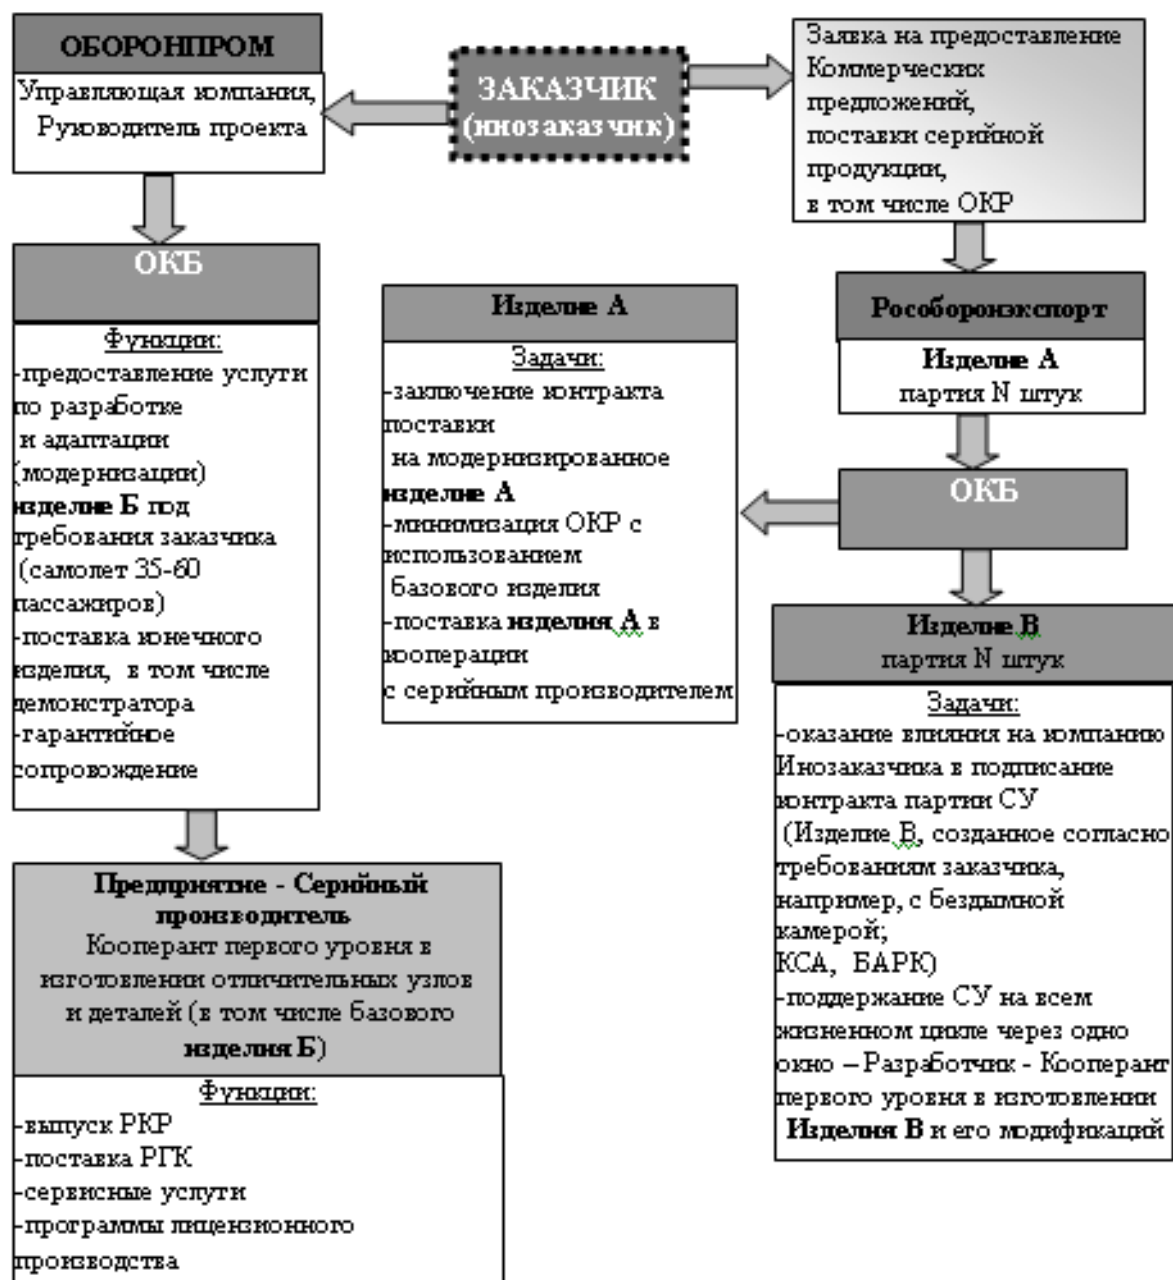 ОБОРОНПРОМ
Управляющая компания,
Руководитель проекта
ЗАКАЗЧИК
(инозаказчик)
Заявка на предоставление
Коммерческих
предложений,
поставки серийной
продукции,
в том числе ОКР
ОКБ
Функции:
-предоставление услуги
по разработке
и адаптации
(модернизации)
изделие Б под
требования заказчика
(самолет 35-60
пассажиров)
-поставка конечного
изделия, в том числе
демонстратора
-гарантийное
сопровождение
Изделие А
Задачи:
-заключение контракта
поставки
на модернизированное
изделие А
-минимизация ОКР с
использованием
базового изделия
-поставка изделия А в
кооперации
с серийным производителем
Рособоронэкспорт
Изделие А
партия N штук
ОКБ
Изделие В
партия N штук
Задачи:
-оказание влияния на компанию
Инозаказчика в подписание
контракта партии СУ
(Изделие В, созданное согласно
требованиям заказчика,
например, с бездымной
камерой;
КСА, БАРК)
-поддержание СУ на всем
жизненном цикле через одно
окно – Разработчик - Кооперант
первого уровня в изготовлении
Изделия В и его модификаций
Предприятие - Серийный
производитель
Кооперант первого уровня в
изготовлении отличительных узлов
и деталей (в том числе базового
изделия Б)
Функции:
-выпуск РКР
-поставка РГК
-сервисные услуги
-программы лицензионного
производства